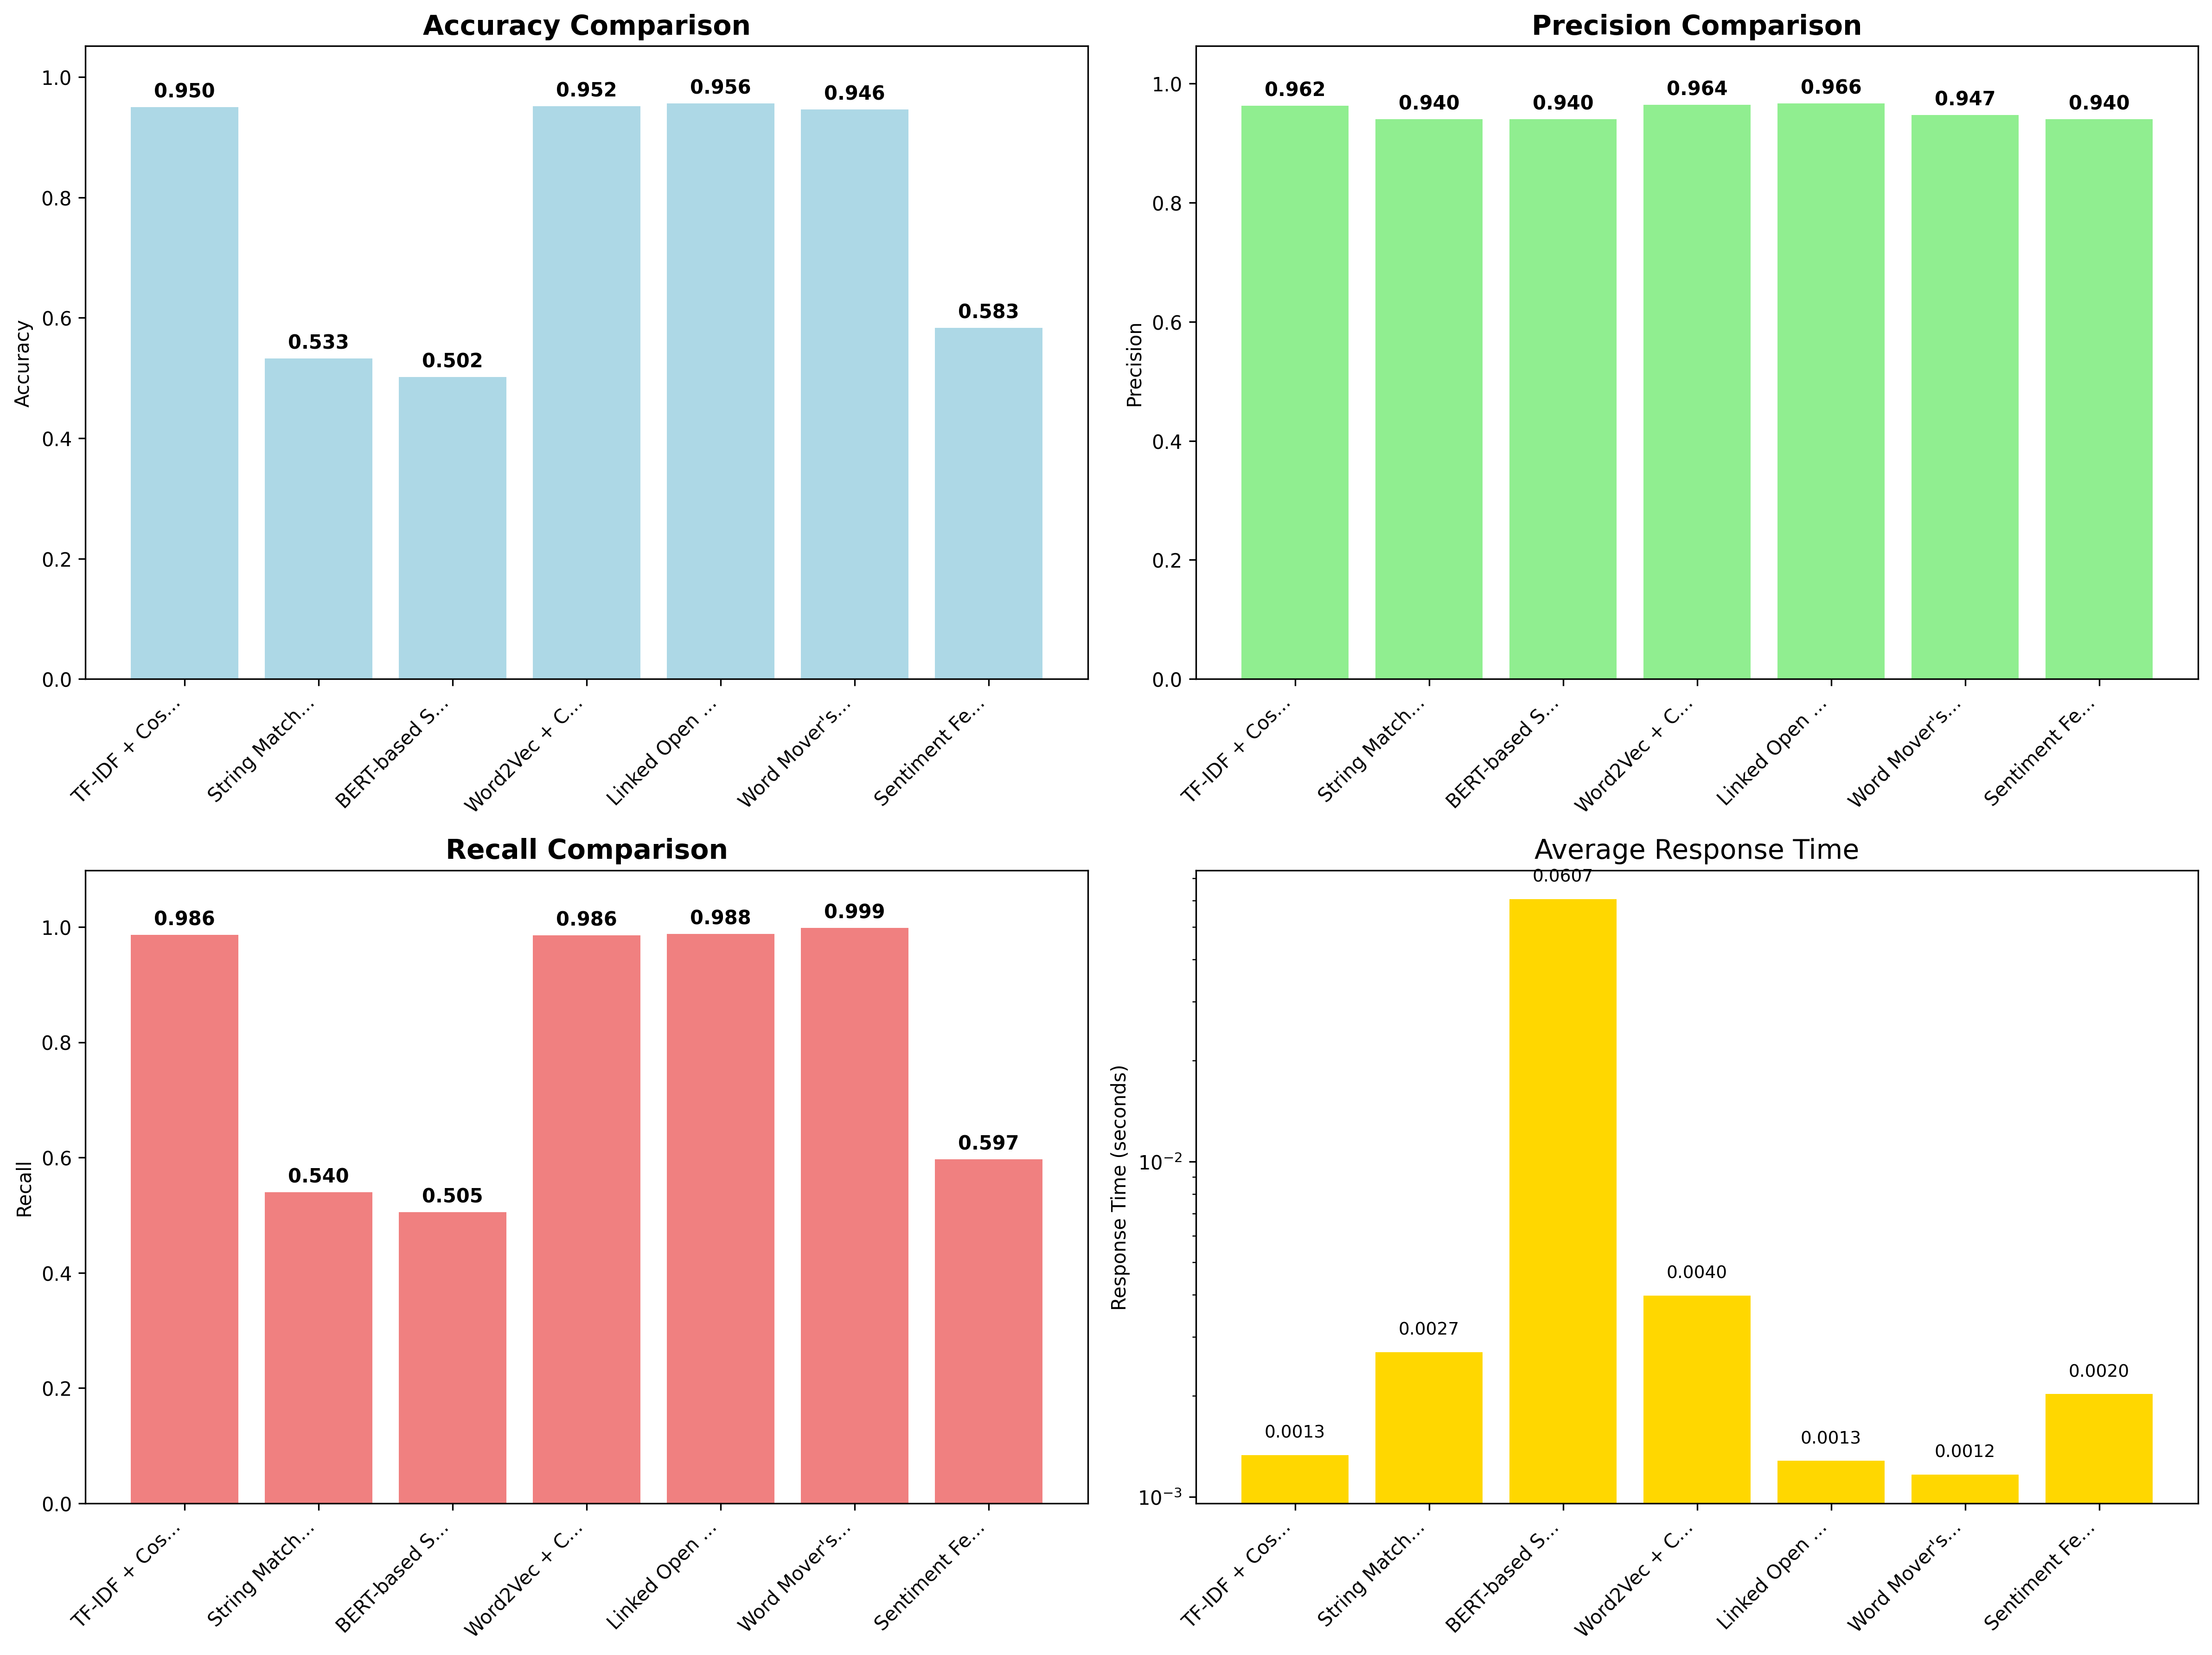 Accuracy Comparison
Accuracy
1.0
0.8
0.6
0.4
0.2
0.0
0.950
0.533
0.502
0.952
0.956
0.946
0.583
TF-IDF + Cos...
String Match...
BERT-based S...
Word2Vec + C...
Linked Open ...
Word Mover's...
Sentiment Fe...
Precision Comparison
Precision
1.0
0.8
0.6
0.4
0.2
0.0
0.962
0.940
0.940
0.964
0.966
0.947
0.940
TF-IDF + Cos...
String Match...
BERT-based S...
Word2Vec + C...
Linked Open ...
Word Mover's...
Sentiment Fe...
Recall Comparison
Recall
1.0
0.8
0.6
0.4
0.2
0.0
0.986
0.540
0.505
0.986
0.988
0.999
0.597
TF-IDF + Cos...
String Match...
BERT-based S...
Word2Vec + C...
Linked Open ...
Word Mover's...
Sentiment Fe...
Average Response Time
Response Time (seconds)
10⁻²
10⁻³
0.0013
0.0027
0.0607
0.0040
0.0013
0.0012
0.0020
TF-IDF + Cos...
String Match...
BERT-based S...
Word2Vec + C...
Linked Open ...
Word Mover's...
Sentiment Fe...